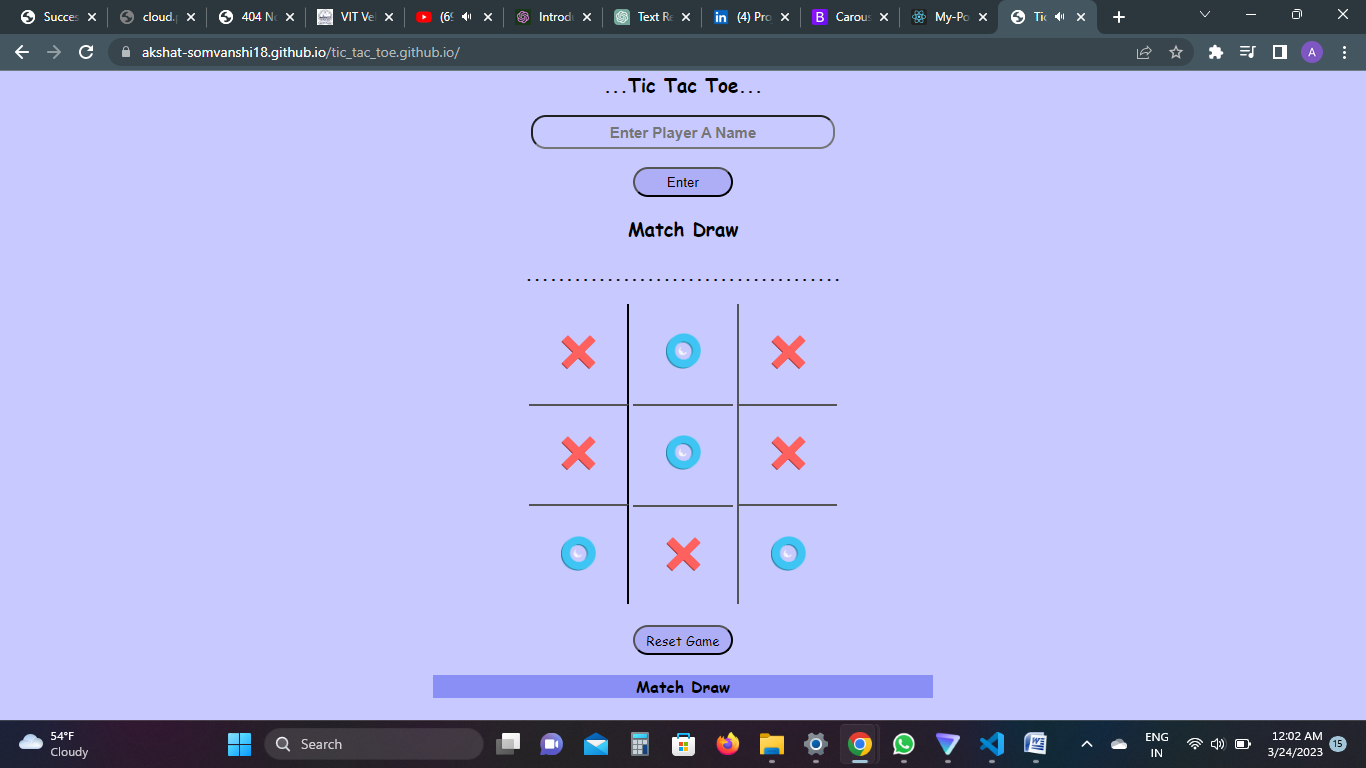 Succes
cloud.p
404 No
VIT Vel
(69
Introdu
Text Re
(4) Pro
Carous
My-Po
Tic
akshat-somvanshi18.github.io/tic_tac_toe.github.io/
A
...Tic Tac Toe...
Enter Player A Name
Enter
Match Draw
.......................................
Reset Game
Match Draw
54°F
Cloudy
Search
ENG
IN
12:02 AM
3/24/2023
15